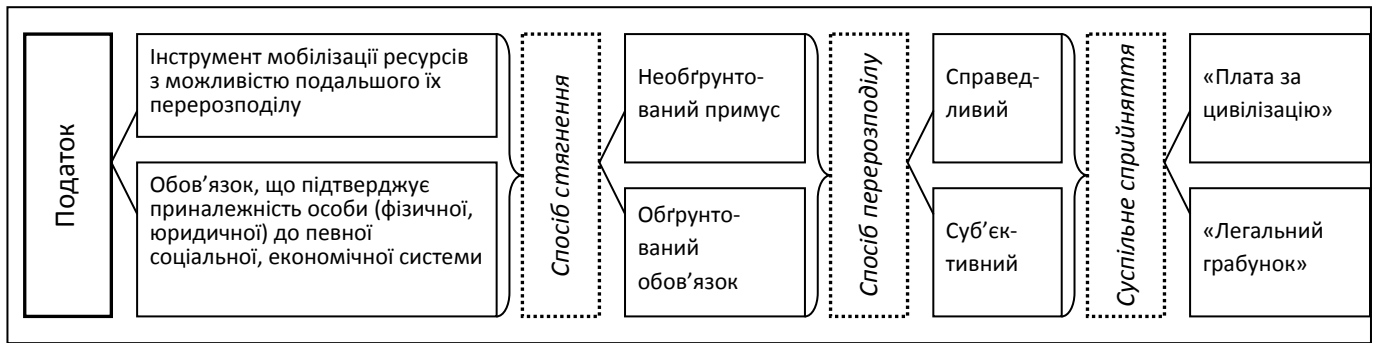 Податок
Інструмент мобілізації ресурсів
з можливістю подальшого їх
перерозподілу
Обов’язок, що підтверджує
приналежність особи (фізичної,
юридичної) до певної
соціальної, економічної системи
Спосіб стягнення
Необґрунто-
ваний примус
Обґрунто-
ваний
обов’язок
Спосіб перерозподілу
Справед-
ливий
Суб’єк-
тивний
Суспільне сприйняття
«Плата за
цивілізацію»
«Легальний
грабунок»